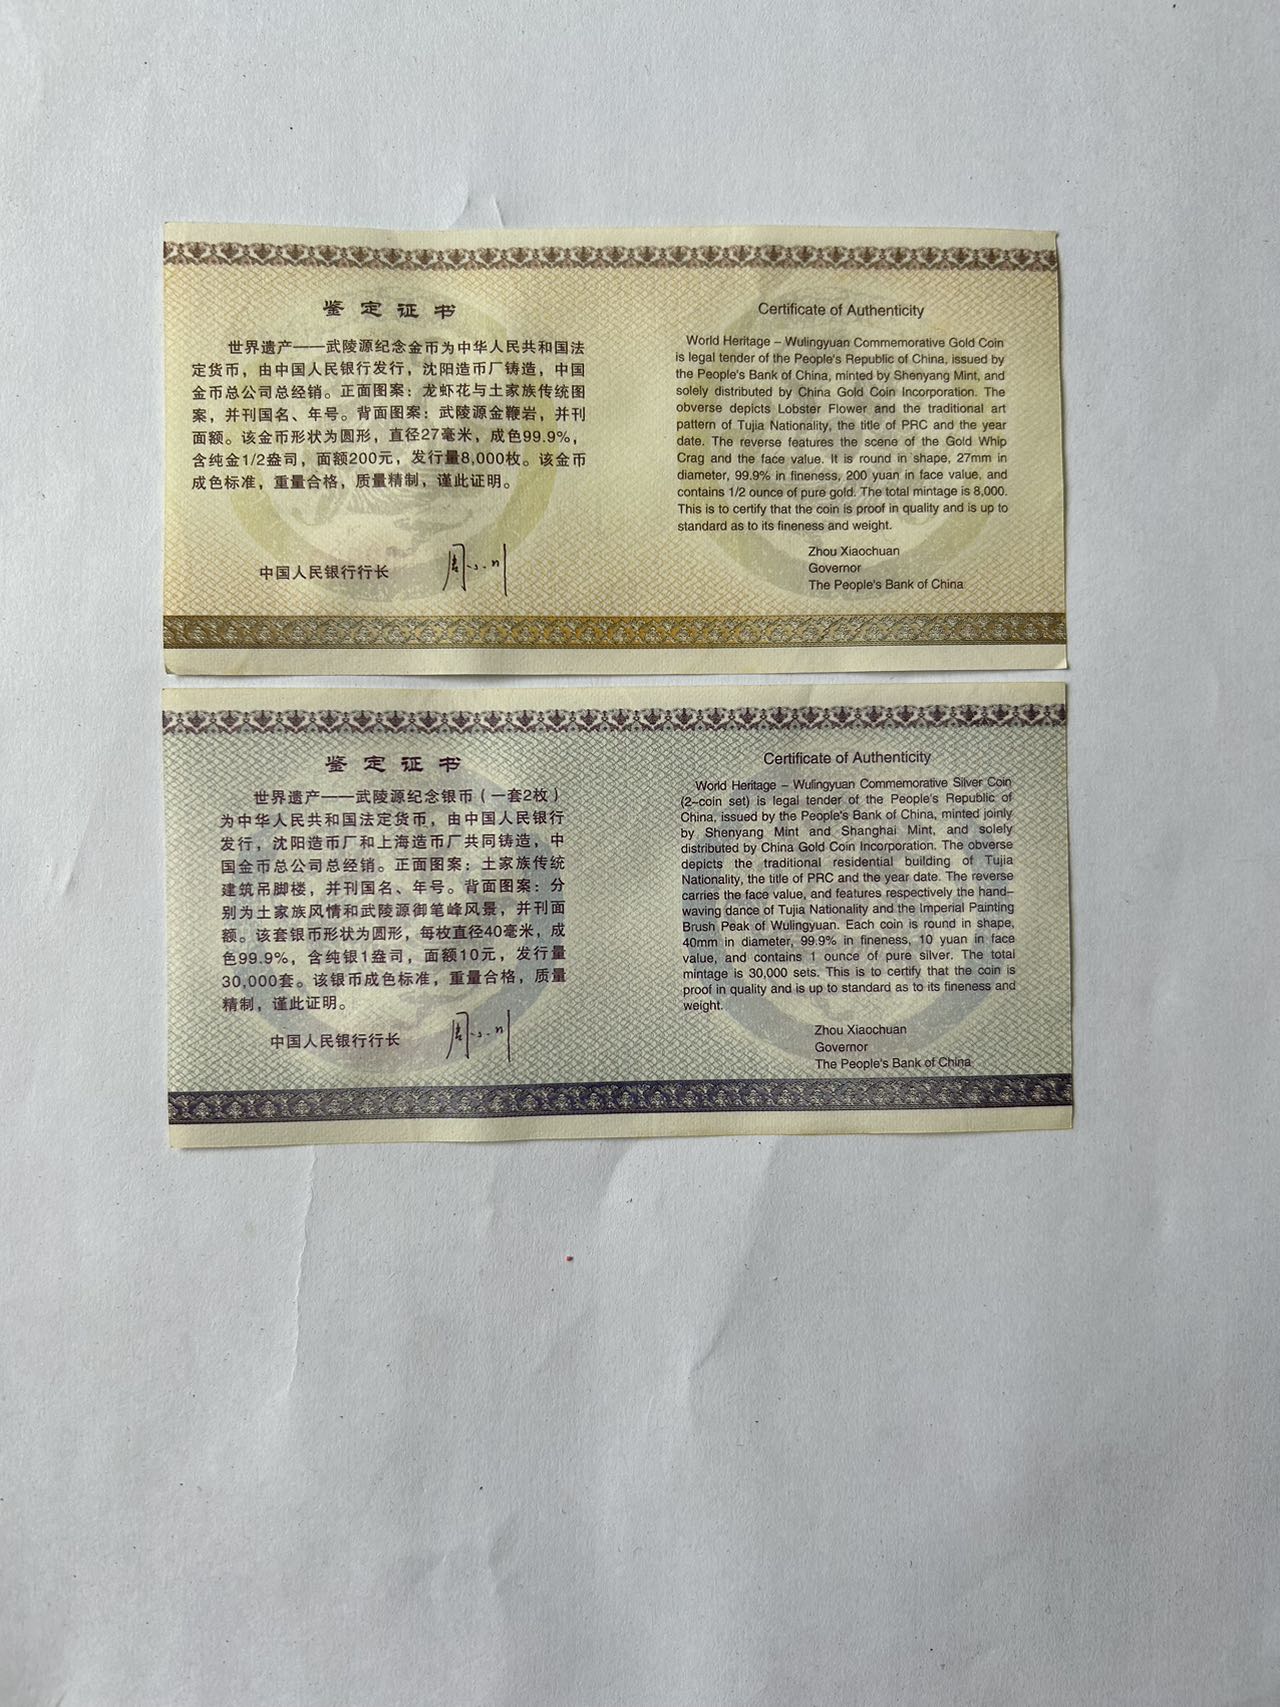 鉴定证书
世界遗产——武陵源纪念金币为中华人民共和国法
定货币，由中国人民银行发行，沈阳造币厂铸造，中国
金币总公司总经销。正面图案：龙虾花与土家族传统图
案，并刊国名、年号。背面图案：武陵源金鞭岩，并刊
面额。该金币形状为圆形，直径27毫米，成色99.9%，
含纯金1/2盎司，面额200元，发行量8,000枚。该金币
成色标准，重量合格，质量精制，谨此证明。
中国人民银行行长
周小川
Certificate of Authenticity
World Heritage – Wulingyuan Commemorative Gold Coin
is legal tender of the People's Republic of China, issued by
the People's Bank of China, minted by Shenyang Mint, and
solely distributed by China Gold Coin Incorporation. The
obverse depicts Lobster Flower and the traditional art
pattern of Tujia Nationality, the title of PRC and the year
date. The reverse features the scene of the Gold Whip
Crag and the face value. It is round in shape, 27mm in
diameter, 99.9% in fineness, 200 yuan in face value, and
contains 1/2 ounce of pure gold. The total mintage is 8,000.
This is to certify that the coin is proof in quality and is up to
standard as to its fineness and weight.
Zhou Xiaochuan
Governor
The People's Bank of China
鉴定证书
世界遗产——武陵源纪念银币（一套2枚）
为中华人民共和国法定货币，由中国人民银行
发行，沈阳造币厂和上海造币厂共同铸造，中
国金币总公司总经销。正面图案：土家族传统
建筑吊脚楼，并刊国名、年号。背面图案：分
别为土家族风情和武陵源御笔峰风景，并刊面
额。该套银币形状为圆形，每枚直径40毫米，成
色99.9%，含纯银1盎司，面额10元，发行量
30,000套。该银币成色标准，重量合格，质量
精制，谨此证明。
中国人民银行行长
周小川
Certificate of Authenticity
World Heritage – Wulingyuan Commemorative Silver Coin
(2–coin set) is legal tender of the People's Republic of
China, issued by the People's Bank of China, minted joinly
by Shenyang Mint and Shanghai Mint, and solely
distributed by China Gold Coin Incorporation. The obverse
depicts the traditional residential building of Tujia
Nationality, the title of PRC and the year date. The reverse
carries the face value, and features respectively the hand–
waving dance of Tujia Nationality and the Imperial Painting
Brush Peak of Wulingyuan. Each coin is round in shape,
40mm in diameter, 99.9% in fineness, 10 yuan in face
value, and contains 1 ounce of pure silver. The total
mintage is 30,000 sets. This is to certify that the coin is
proof in quality and is up to standard as to its fineness and
weight.
Zhou Xiaochuan
Governor
The People's Bank of China